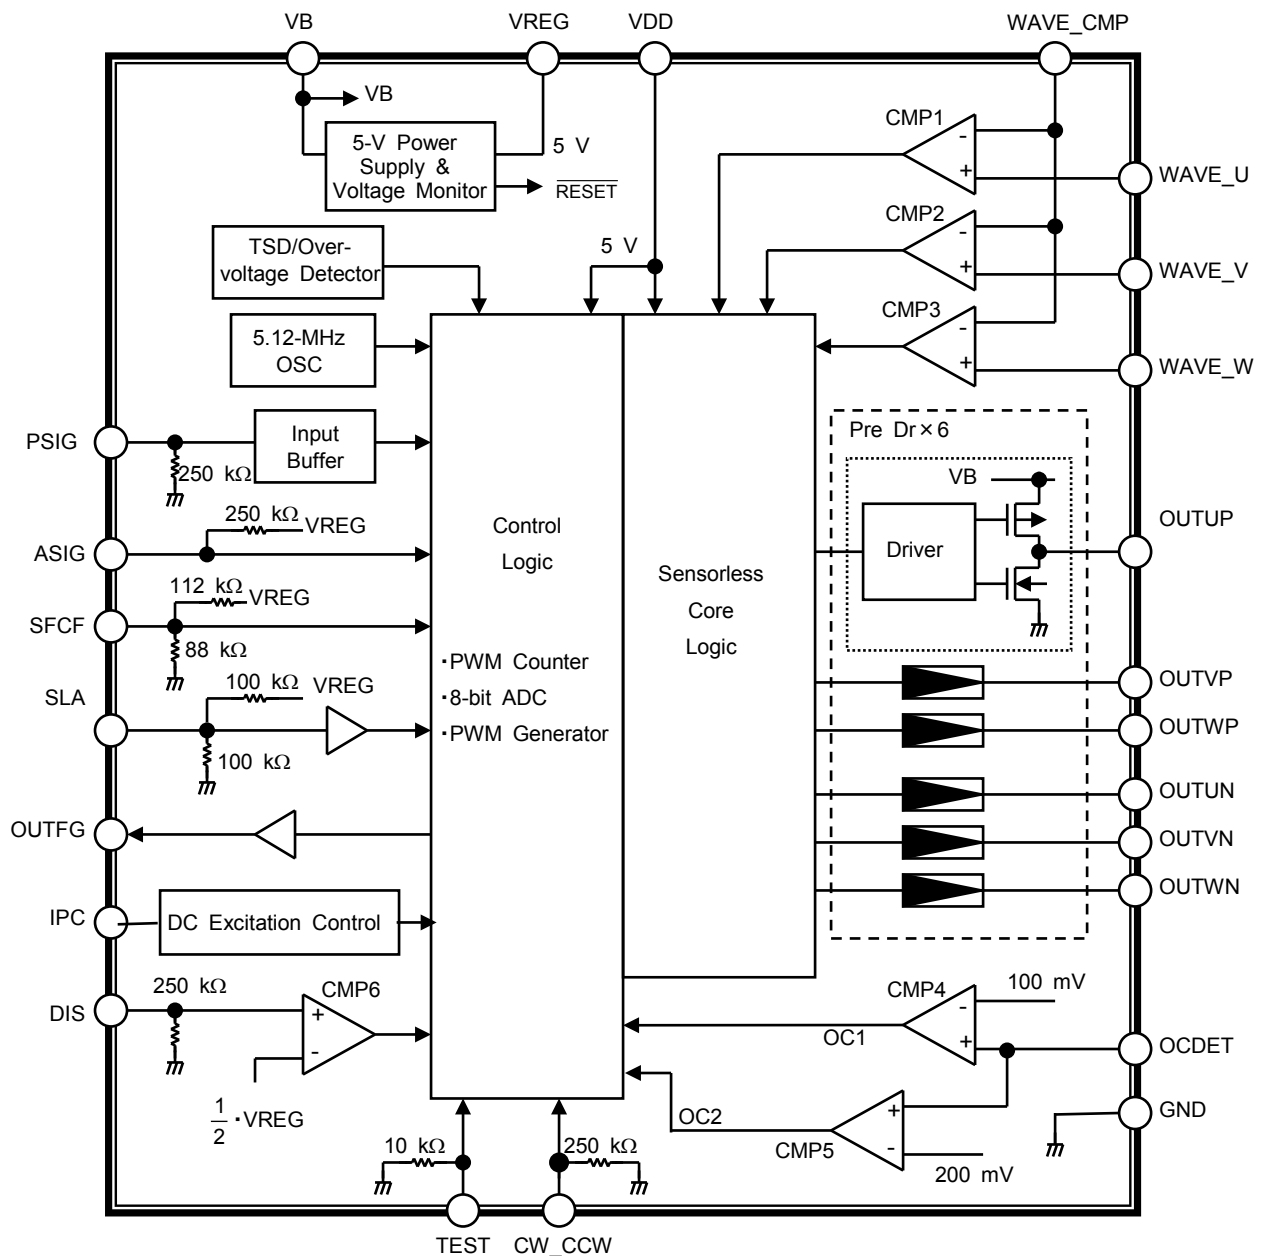 VB
VREG
VDD
WAVE_CMP
VB
5-V Power
Supply &
Voltage Monitor
5 V
RESET
CMP1
-
+
WAVE_U
TSD/Over-
voltage Detector
5 V
CMP2
-
+
WAVE_V
5.12-MHz
OSC
CMP3
-
+
WAVE_W
PSIG
250 kΩ
Input
Buffer
Pre Dr×6
VB
Driver
OUTUP
ASIG
250 kΩ
VREG
Control
Logic
Sensorless
Core
Logic
SFCF
112 kΩ
VREG
88 kΩ
・PWM Counter
・8-bit ADC
・PWM Generator
SLA
100 kΩ
VREG
100 kΩ
OUTVP
OUTWP
OUTUN
OUTVN
OUTWN
OUTFG
IPC
DC Excitation Control
DIS
250 kΩ
CMP6
+
-
1
2
・VREG
CMP4
100 mV
-
+
OC1
OCDET
OC2
CMP5
+
-
200 mV
GND
10 kΩ
250 kΩ
TEST
CW_CCW